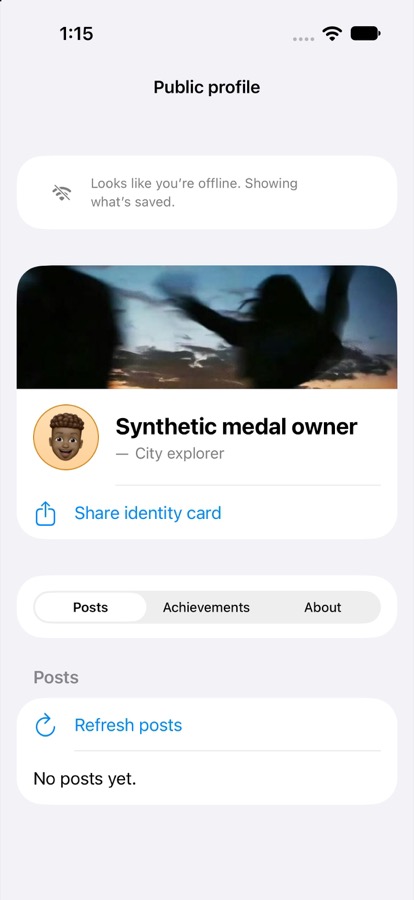 1:15
Public profile
Looks like you're offline. Showing
what's saved.
Synthetic medal owner
— City explorer
Share identity card
Posts
Achievements
About
Posts
Refresh posts
No posts yet.